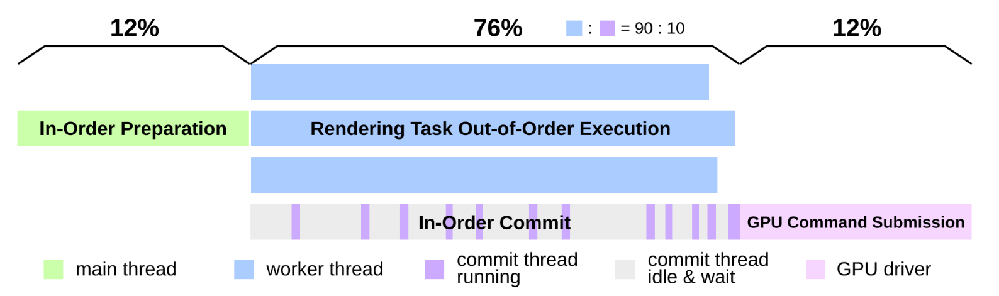 12%
76%
: = 90 : 10
12%
In-Order Preparation
Rendering Task Out-of-Order Execution
In-Order Commit
GPU Command Submission
main thread
worker thread
commit thread
running
commit thread
idle & wait
GPU driver